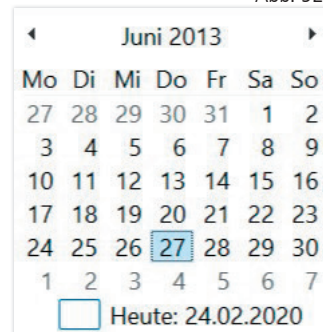 Juni 2013
Mo Di Mi Do Fr Sa So
27 28 29 30 31 1 2
3 4 5 6 7 8 9
10 11 12 13 14 15 16
17 18 19 20 21 22 23
24 25 26 27 28 29 30
1 2 3 4 5 6 7
Heute: 24.02.2020